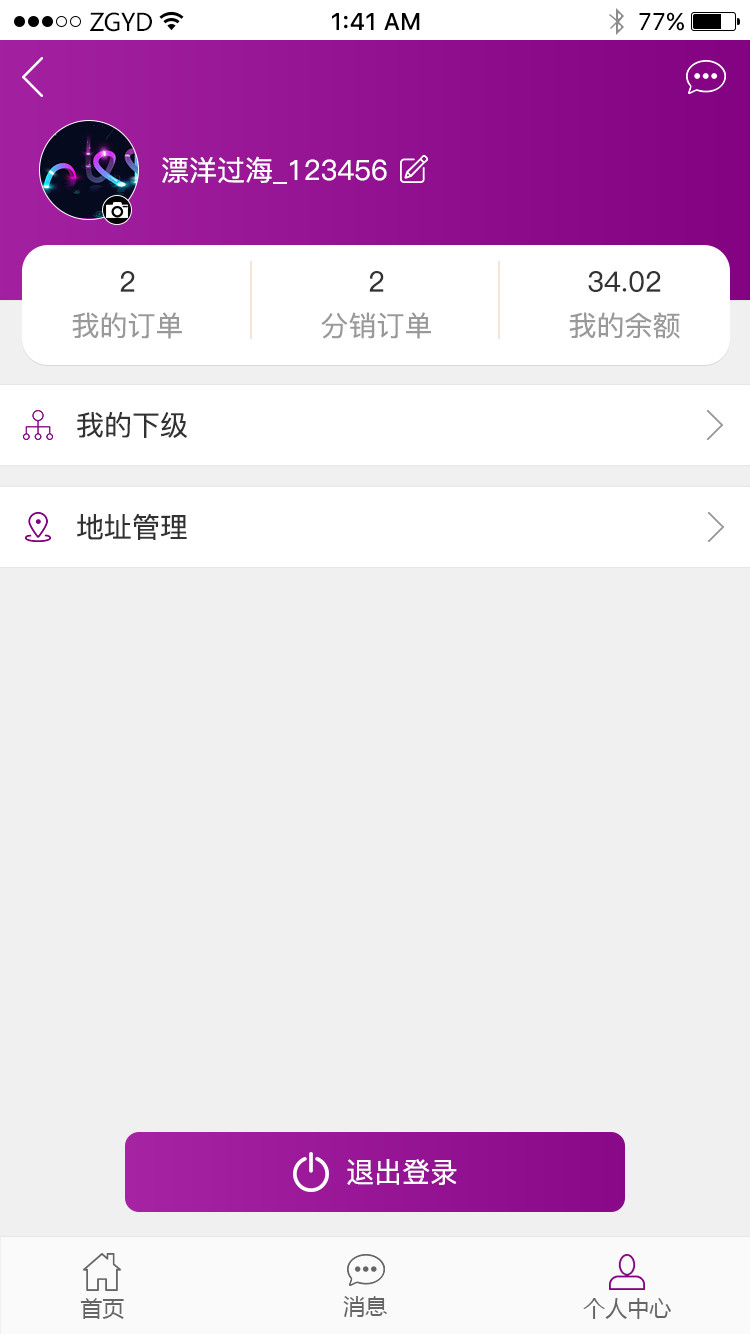 ZGYD 1:41 AM 77%
漂洋过海_123456
2 2 34.02
我的订单 分销订单 我的余额
我的下级
地址管理
退出登录
首页 消息 个人中心